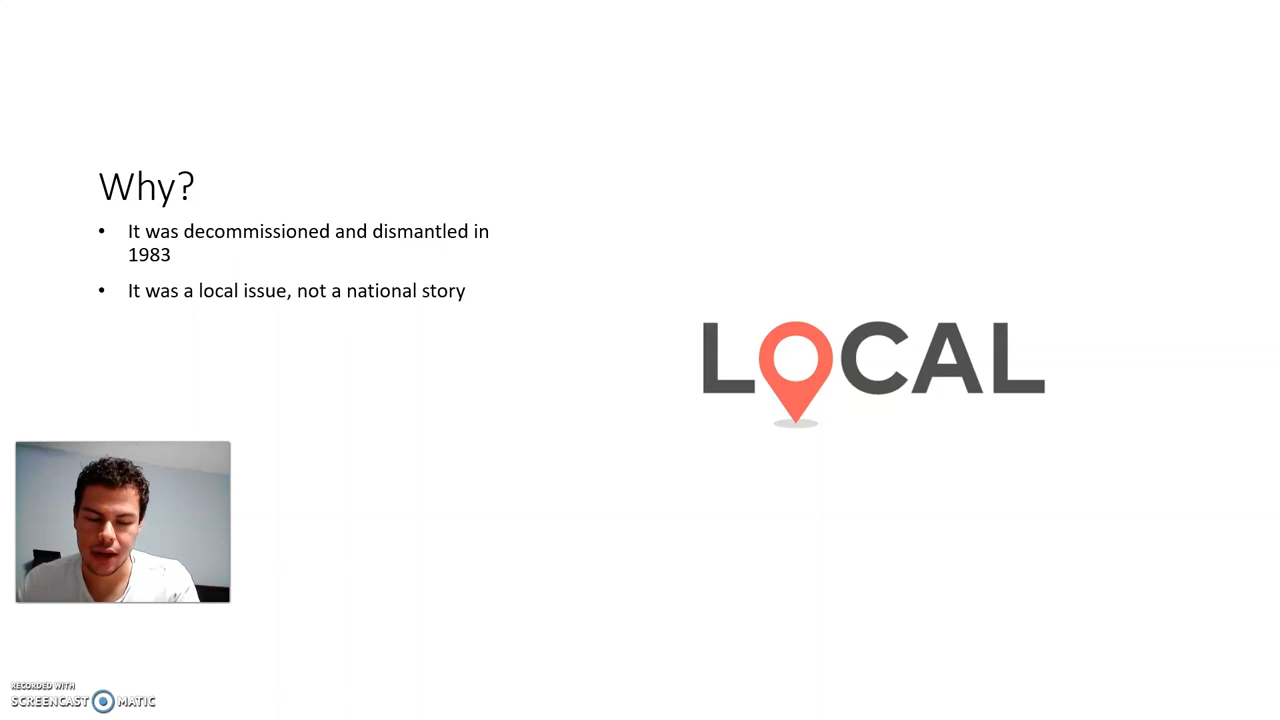 Why?
• It was decommissioned and dismantled in
1983
• It was a local issue, not a national story
LOCAL
RECORDED WITH
SCREENCAST MATIC